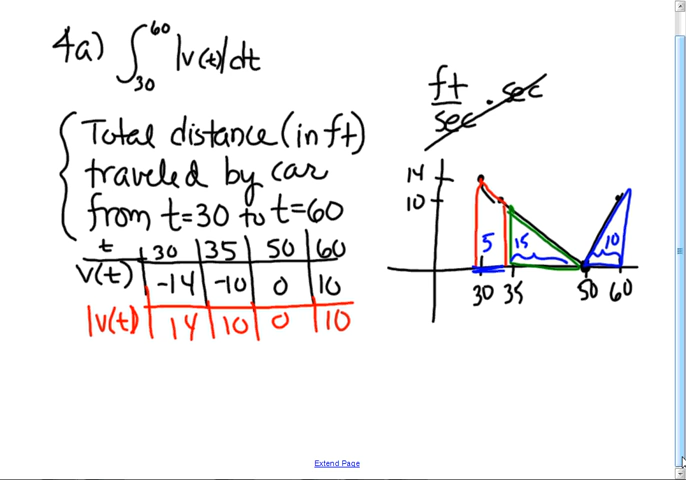 4a) ∫₃₀⁶⁰ |v(t)| dt
Total distance (in ft)
traveled by car
from t=30 to t=60
t 30 35 50 60
v(t) -14 -10 0 10
|v(t)| 14 10 0 10
ft/sec · sec
14
10
5 15 10
30 35 50 60
Extend Page